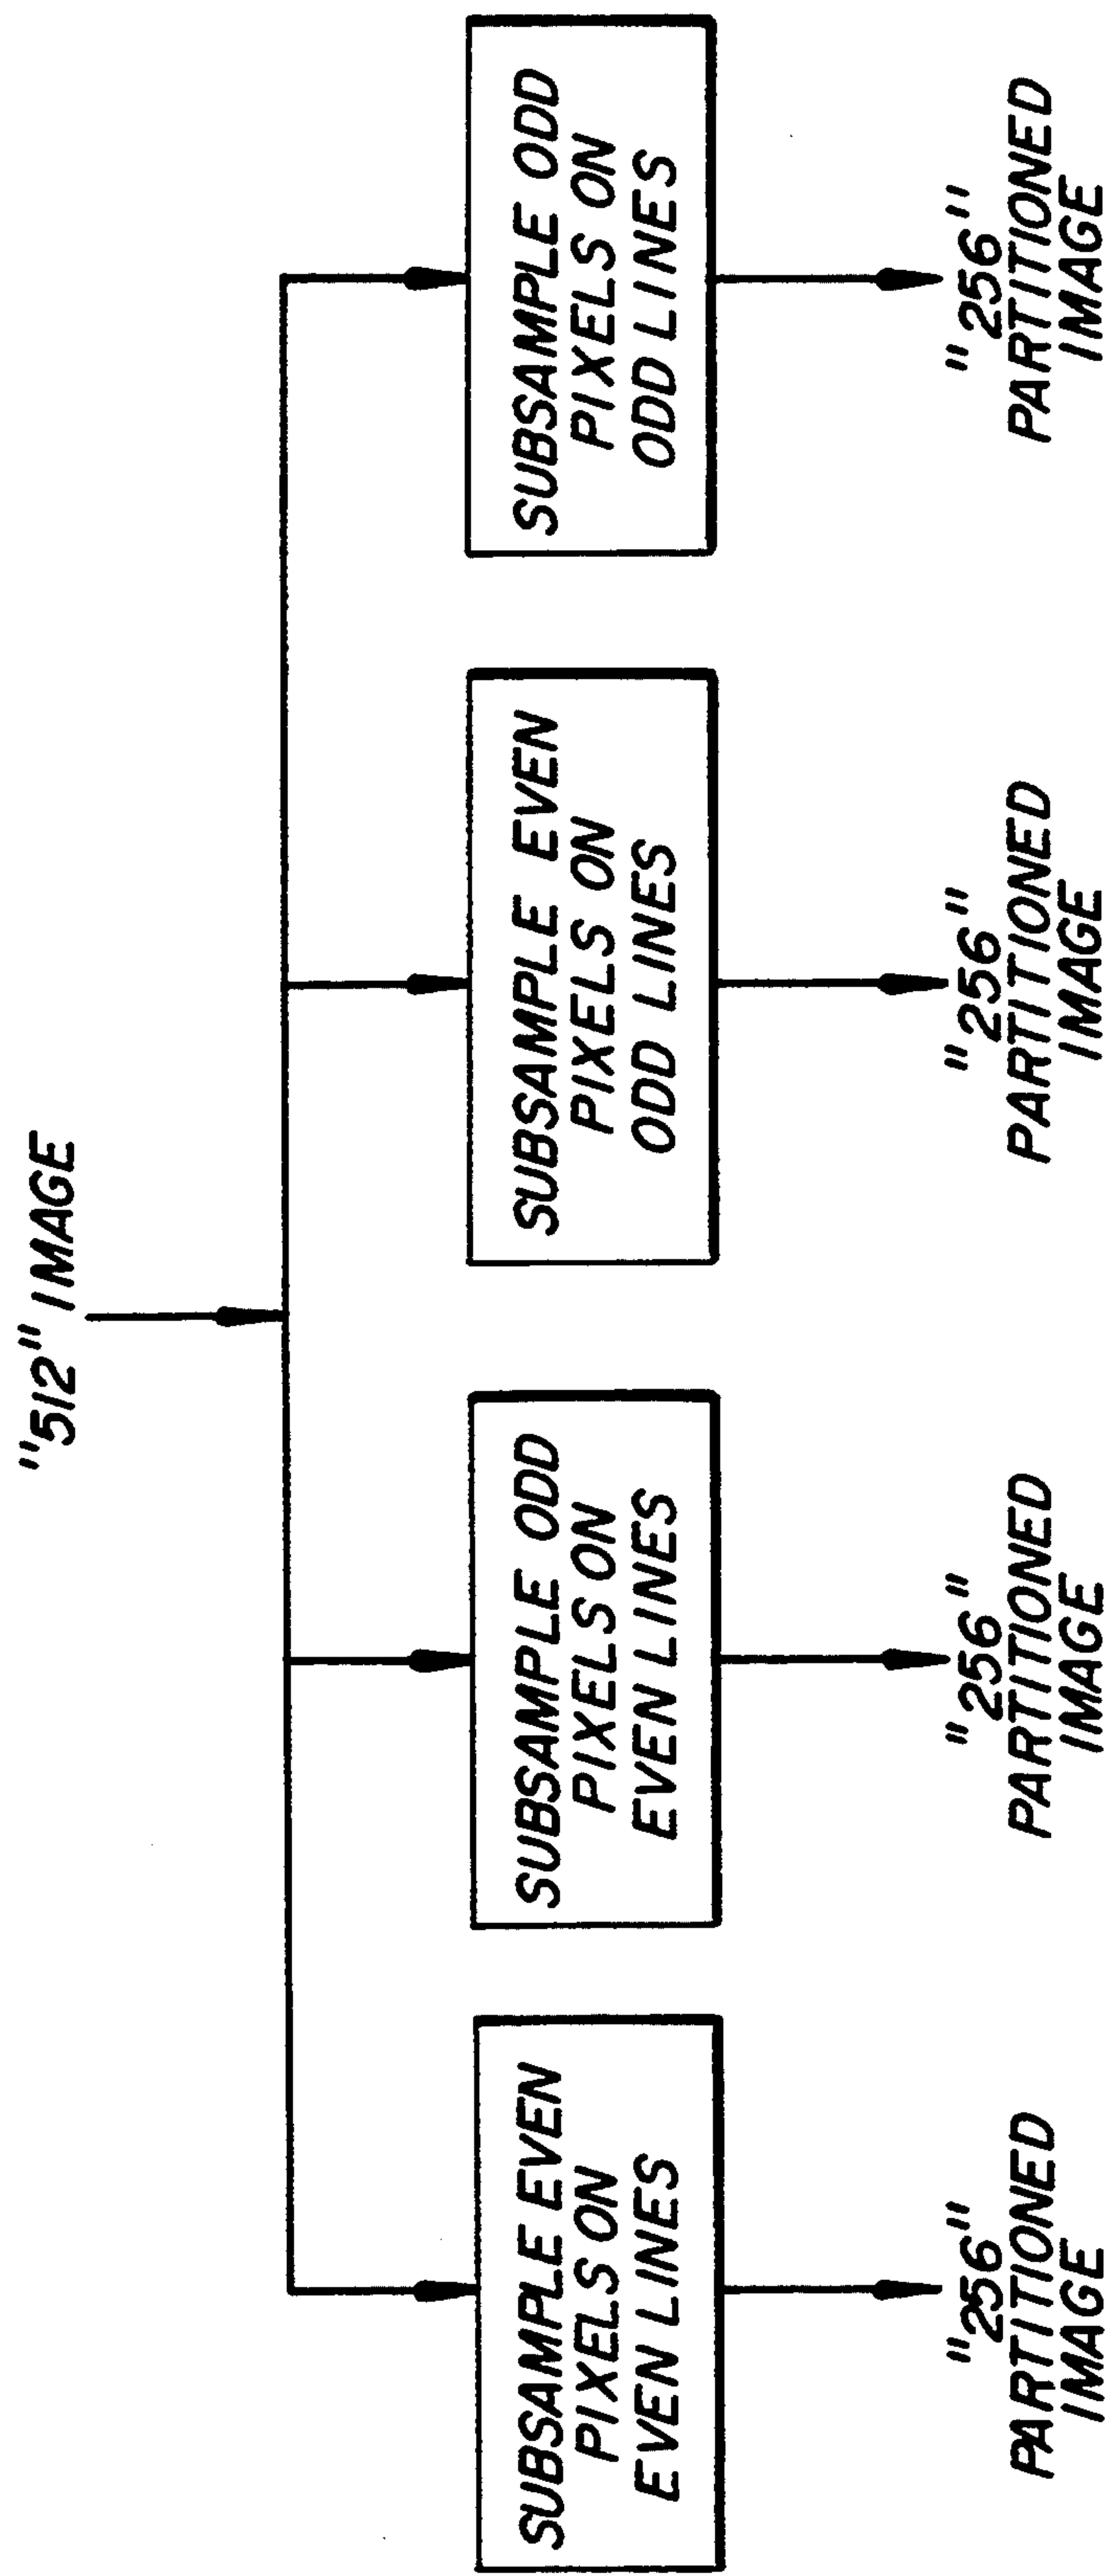 "512" IMAGE
SUBSAMPLE EVEN
PIXELS ON
EVEN LINES
SUBSAMPLE ODD
PIXELS ON
EVEN LINES
SUBSAMPLE EVEN
PIXELS ON
ODD LINES
SUBSAMPLE ODD
PIXELS ON
ODD LINES
"256"
PARTITIONED
IMAGE
"256"
PARTITIONED
IMAGE
"256"
PARTITIONED
IMAGE
"256"
PARTITIONED
IMAGE